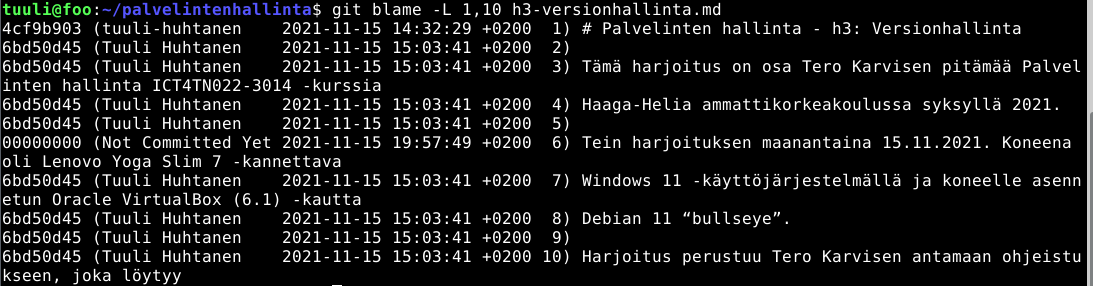 tuuli@foo:~/palvelintenhallinta$ git blame -L 1,10 h3-versionhallinta.md
4cf9b903 (tuuli-huhtanen    2021-11-15 14:32:29 +0200  1) # Palvelinten hallinta - h3: Versionhallinta
6bd50d45 (Tuuli Huhtanen    2021-11-15 15:03:41 +0200  2)
6bd50d45 (Tuuli Huhtanen    2021-11-15 15:03:41 +0200  3) Tämä harjoitus on osa Tero Karvisen pitämää Palvel
inten hallinta ICT4TN022-3014 -kurssia
6bd50d45 (Tuuli Huhtanen    2021-11-15 15:03:41 +0200  4) Haaga-Helia ammattikorkeakoulussa syksyllä 2021.
6bd50d45 (Tuuli Huhtanen    2021-11-15 15:03:41 +0200  5)
00000000 (Not Committed Yet 2021-11-15 19:57:49 +0200  6) Tein harjoituksen maanantaina 15.11.2021. Koneena
oli Lenovo Yoga Slim 7 -kannettava
6bd50d45 (Tuuli Huhtanen    2021-11-15 15:03:41 +0200  7) Windows 11 -käyttöjärjestelmällä ja koneelle asenn
etun Oracle VirtualBox (6.1) -kautta
6bd50d45 (Tuuli Huhtanen    2021-11-15 15:03:41 +0200  8) Debian 11 “bullseye”.
6bd50d45 (Tuuli Huhtanen    2021-11-15 15:03:41 +0200  9)
6bd50d45 (Tuuli Huhtanen    2021-11-15 15:03:41 +0200 10) Harjoitus perustuu Tero Karvisen antamaan ohjeistu
kseen, joka löytyy